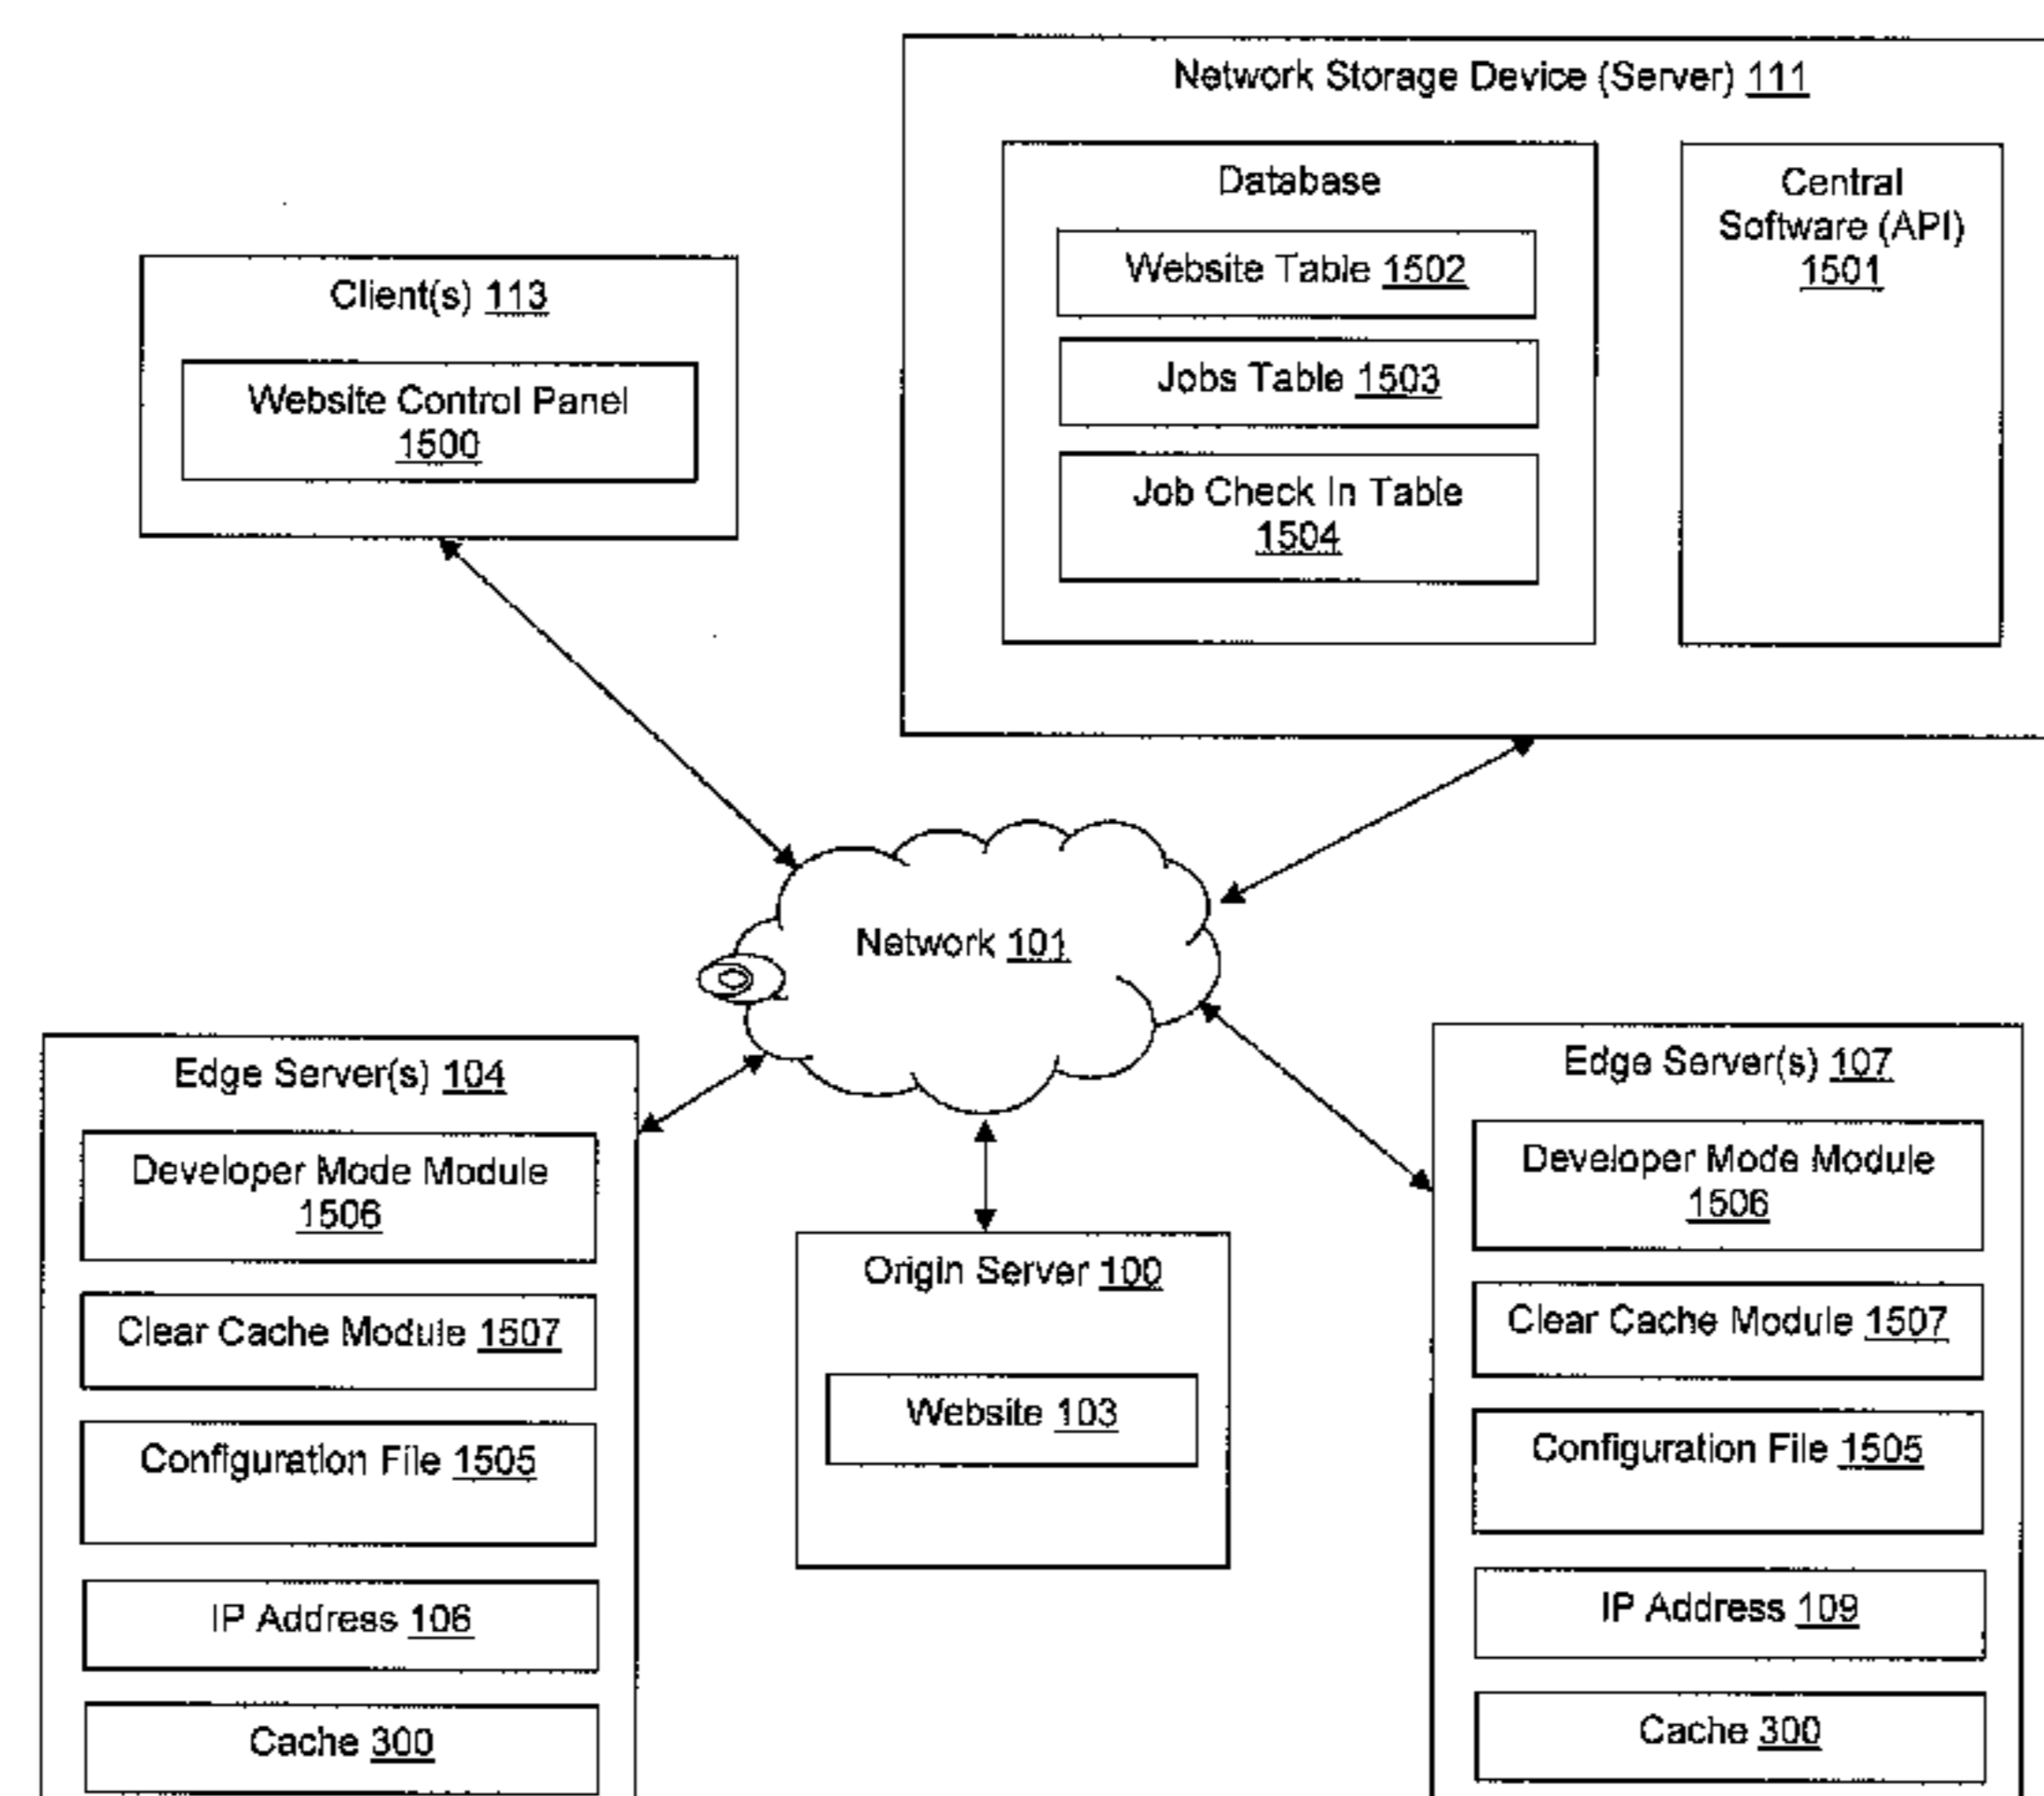 Network Storage Device (Server) 111
Database
Website Table 1502
Jobs Table 1503
Job Check In Table
1504
Central
Software (API)
1501
Client(s) 113
Website Control Panel
1500
Network 101
Edge Server(s) 104
Developer Mode Module
1506
Clear Cache Module 1507
Configuration File 1505
IP Address 106
Cache 300
Origin Server 100
Website 103
Edge Server(s) 107
Developer Mode Module
1506
Clear Cache Module 1507
Configuration File 1505
IP Address 109
Cache 300